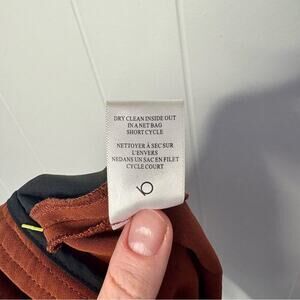 DRY CLEAN INSIDE OUT
IN A NET BAG
SHORT CYCLE
NETTOYER À SEC SUR
L'ENVERS
NEDANS UN SAC EN FILET
CYCLE COURT